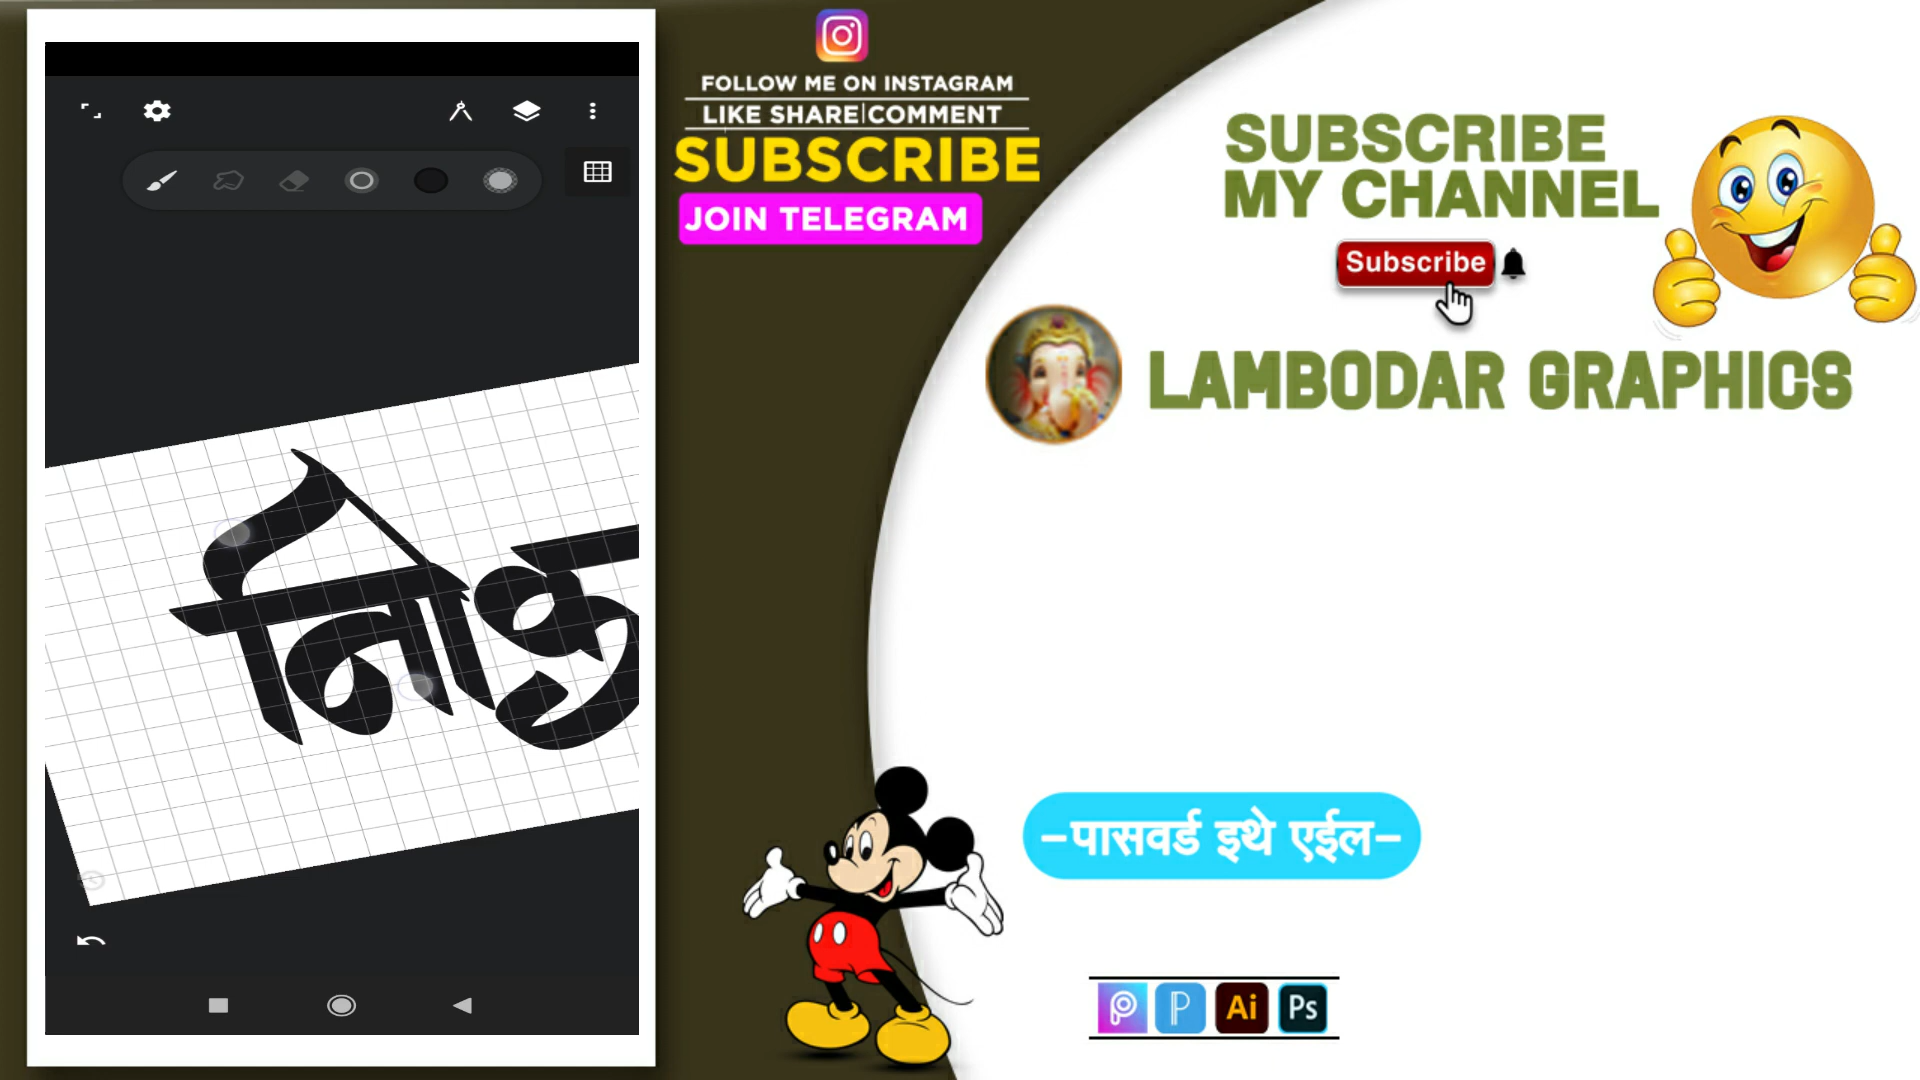 FOLLOW ME ON INSTAGRAM
LIKE SHARE|COMMENT
SUBSCRIBE
JOIN TELEGRAM
SUBSCRIBE
MY CHANNEL
Subscribe
LAMBODAR GRAPHICS
-पासवर्ड इथे एईल-
Ai
Ps